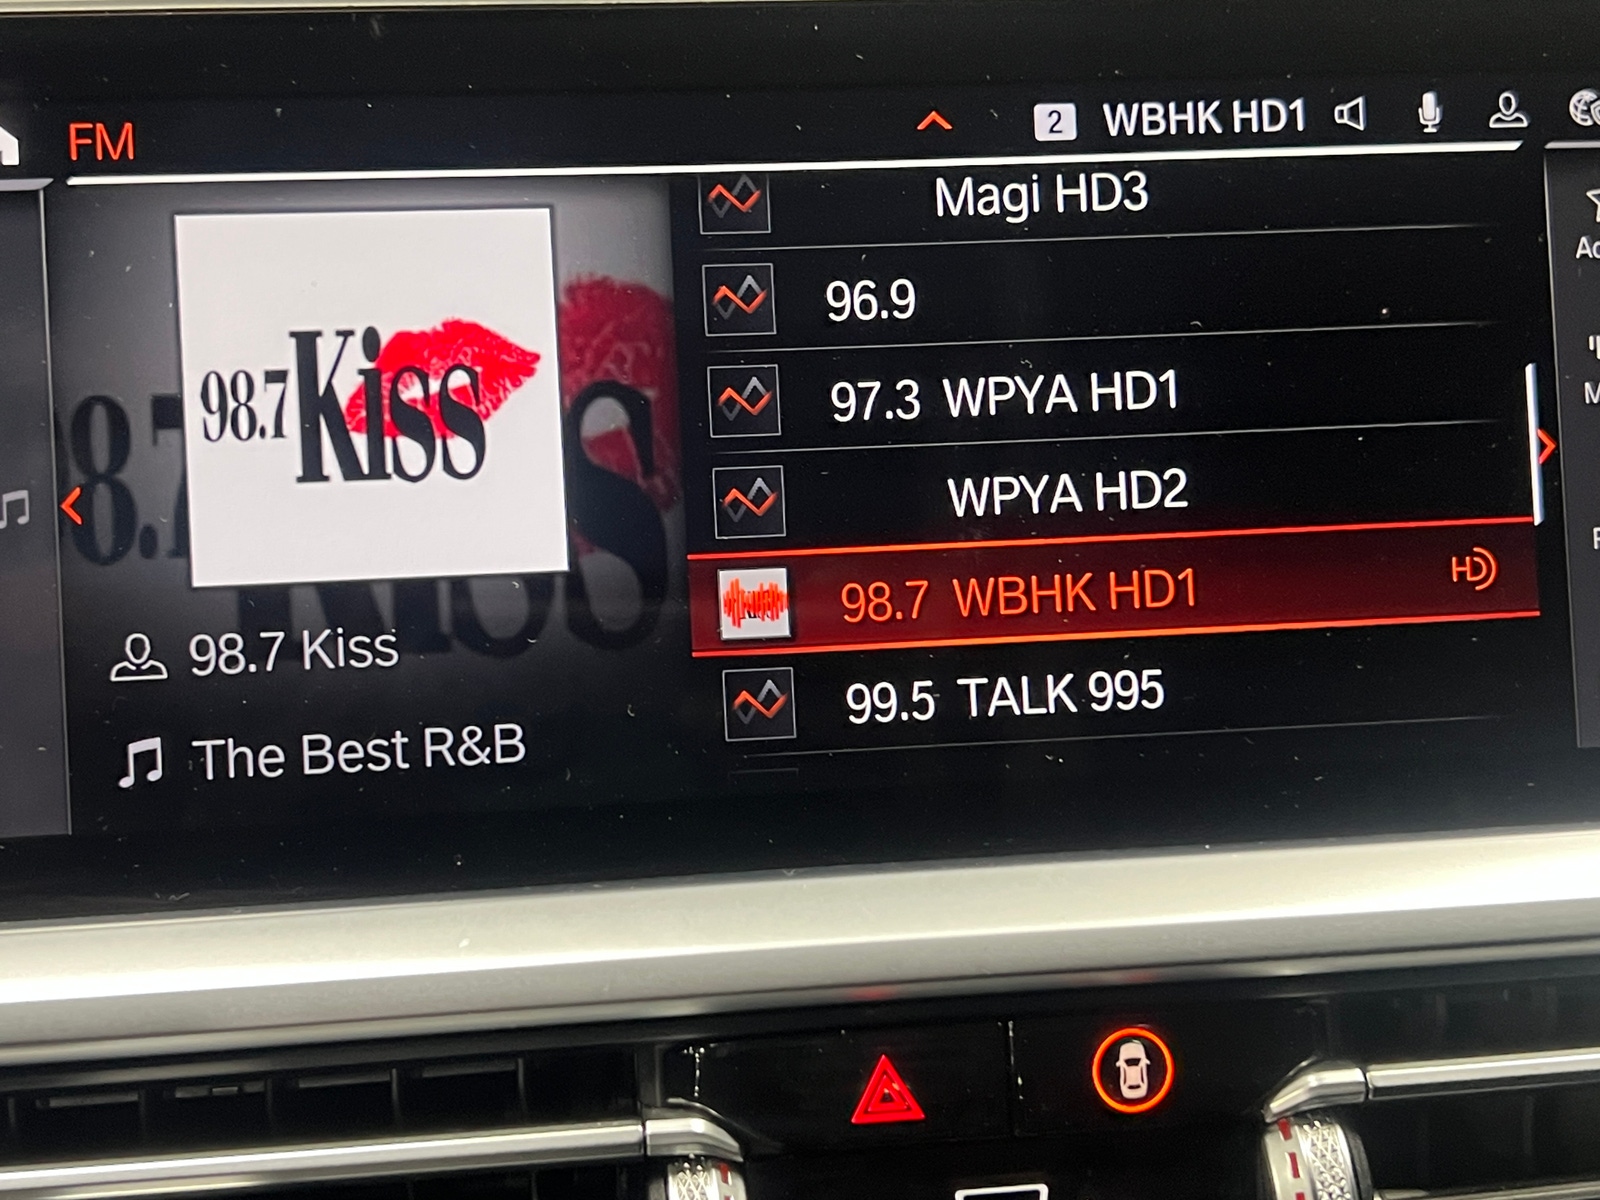 FM
2 WBHK HD1
98.7 Kiss
98.7 Kiss
The Best R&B
Magi HD3
96.9
97.3 WPYA HD1
WPYA HD2
98.7 WBHK HD1 HD
99.5 TALK 995